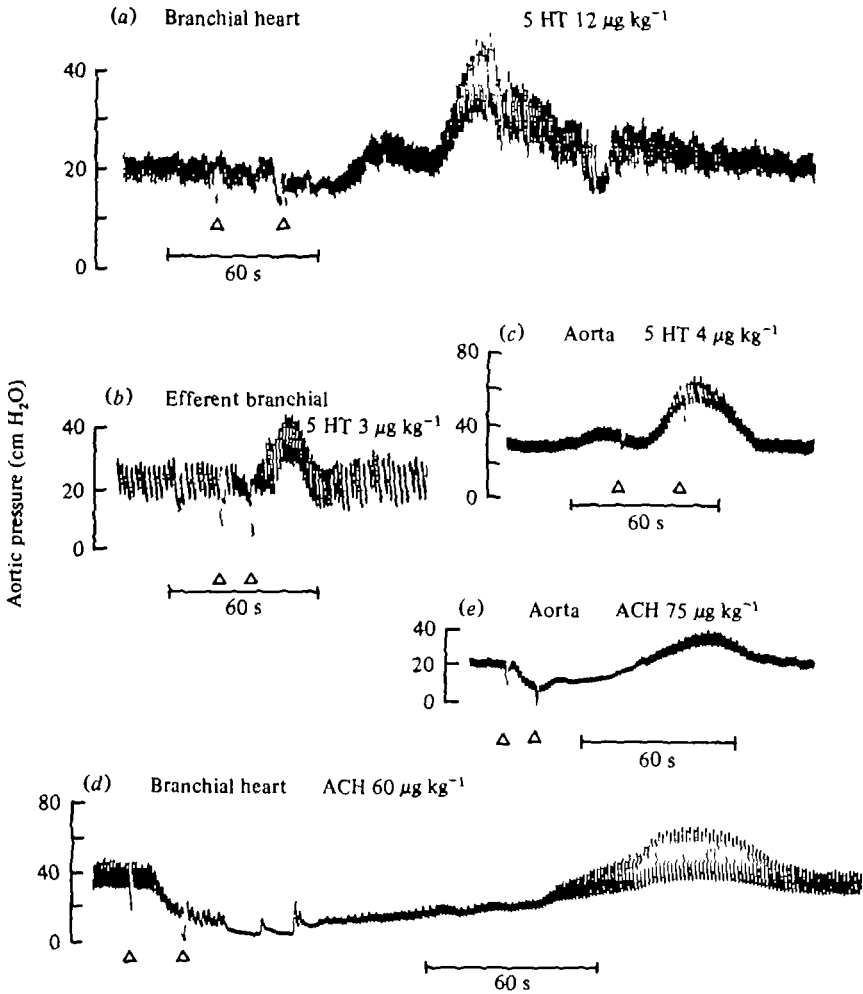 (a) Branchial heart 5 HT 12 µg kg⁻¹
40
20
0
60 s
Aortic pressure (cm H₂O)
(b) Efferent branchial
5 HT 3 µg kg⁻¹
40
20
0
60 s
(c) Aorta 5 HT 4 µg kg⁻¹
80
40
0
60 s
(e) Aorta ACH 75 µg kg⁻¹
40
20
0
60 s
(d) Branchial heart ACH 60 µg kg⁻¹
80
40
0
60 s